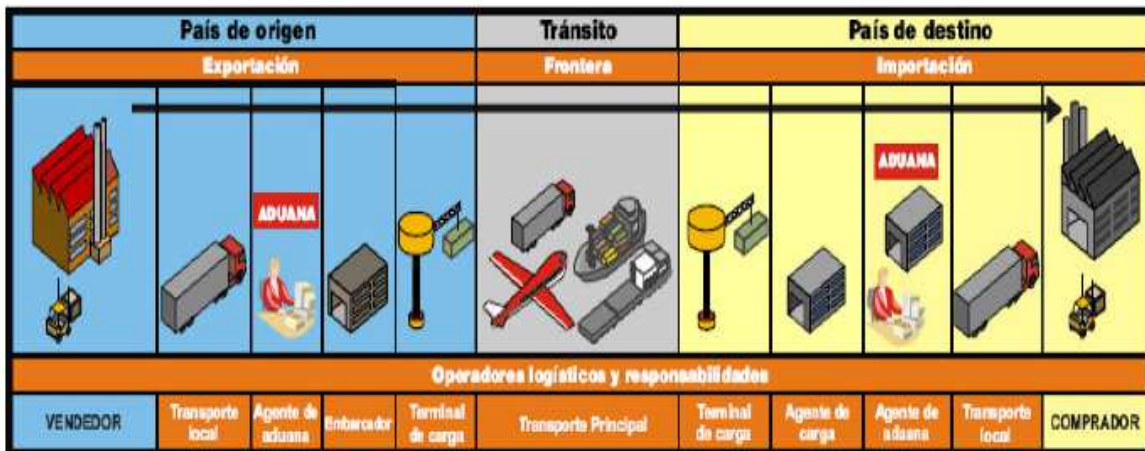 País de origen
Tránsito
País de destino
Exportación
Frontera
Importación
ADUANA
ADUANA
Operadores logísticos y responsabilidades
VENDEDOR
Transporte
local
Agente de
aduana
Embarcador
Terminal
de carga
Transporte Principal
Terminal
de carga
Agente de
carga
Agente de
aduana
Transporte
local
COMPRADOR